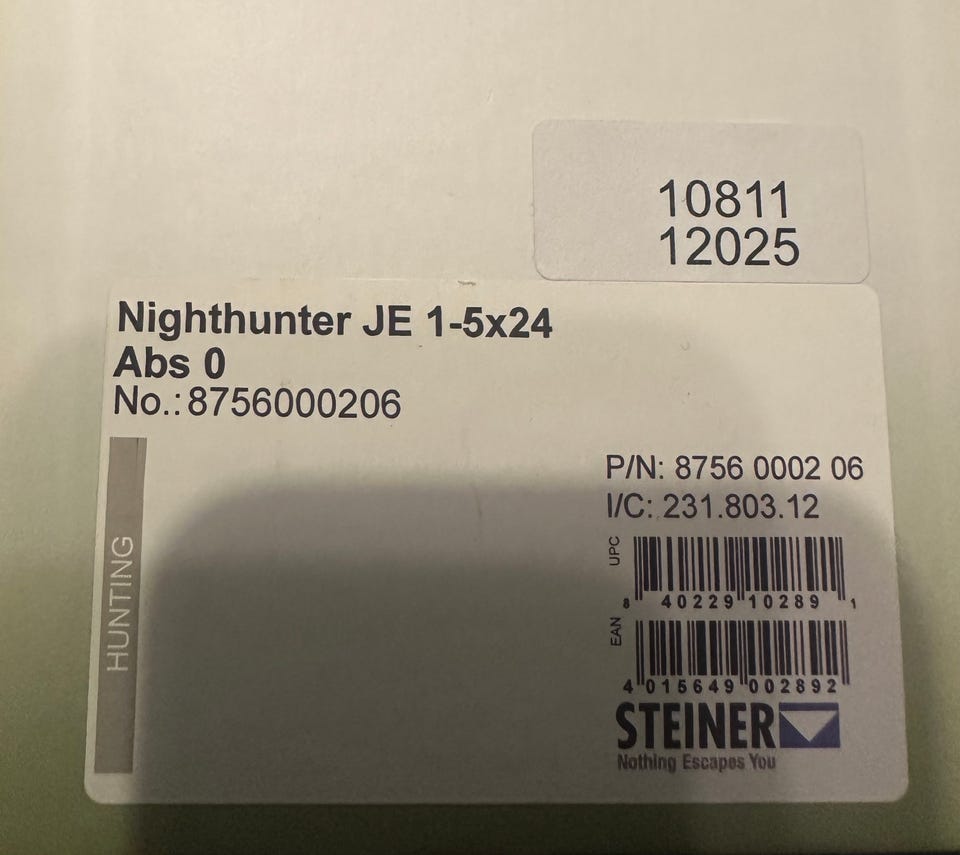 10811
12025
Nighthunter JE 1-5x24
Abs 0
No.: 8756000206
HUNTING
P/N: 8756 0002 06
I/C: 231.803.12
UPC
8 40229 10289 1
EAN
4 015649 002892
STEINER
Nothing Escapes You